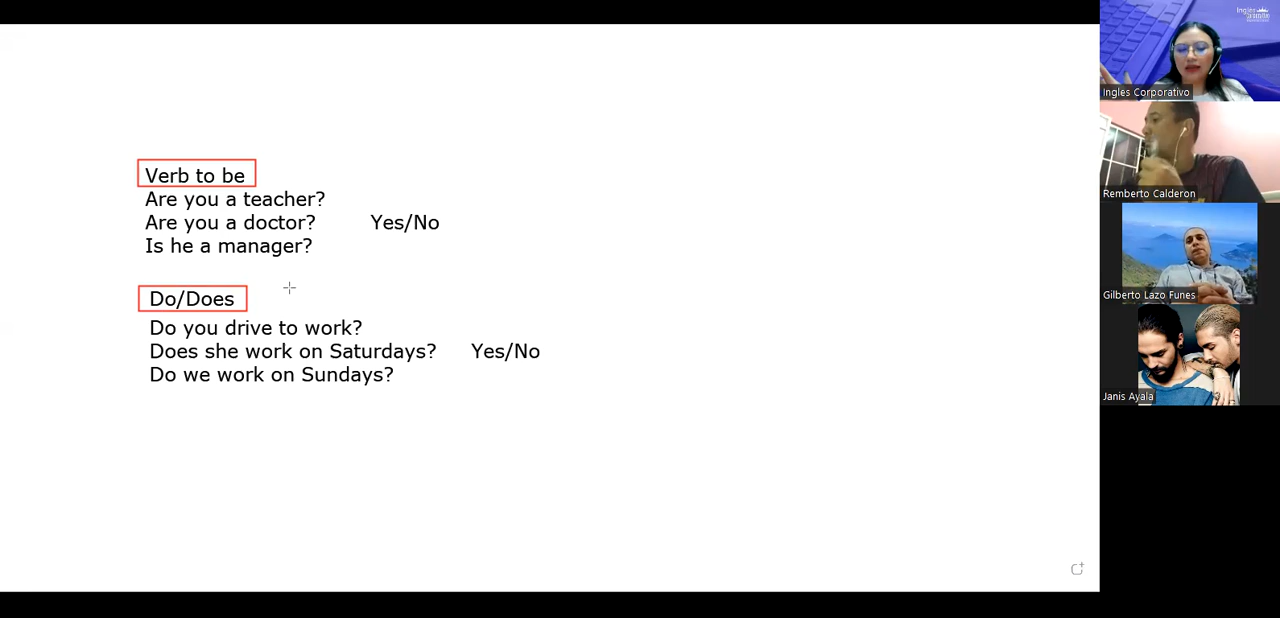 Verb to be
Are you a teacher?
Are you a doctor? Yes/No
Is he a manager?
Do/Does
Do you drive to work?
Does she work on Saturdays? Yes/No
Do we work on Sundays?
Ingles
Ingles Corporativo
Remberto Calderon
Gilberto Lazo Funes
Janis Ayala